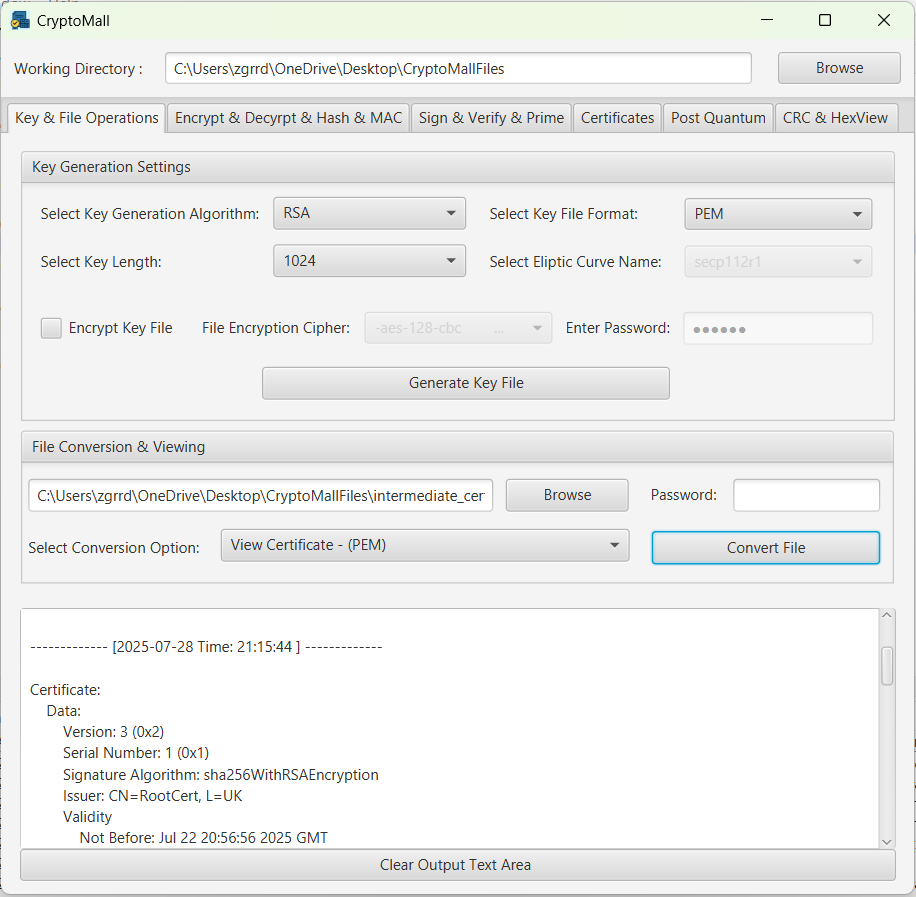 CryptoMall
Working Directory : C:\Users\zgrrd\OneDrive\Desktop\CryptoMallFiles Browse
Key & File Operations Encrypt & Decyrpt & Hash & MAC Sign & Verify & Prime Certificates Post Quantum CRC & HexView
Key Generation Settings
Select Key Generation Algorithm: RSA Select Key File Format: PEM
Select Key Length: 1024 Select Eliptic Curve Name: secp112r1
Encrypt Key File File Encryption Cipher: -aes-128-cbc ... Enter Password: ●●●●●●
Generate Key File
File Conversion & Viewing
C:\Users\zgrrd\OneDrive\Desktop\CryptoMallFiles\intermediate_cer Browse Password:
Select Conversion Option: View Certificate - (PEM) Convert File
------------- [2025-07-28 Time: 21:15:44 ] -------------
Certificate:
Data:
Version: 3 (0x2)
Serial Number: 1 (0x1)
Signature Algorithm: sha256WithRSAEncryption
Issuer: CN=RootCert, L=UK
Validity
Not Before: Jul 22 20:56:56 2025 GMT
Clear Output Text Area